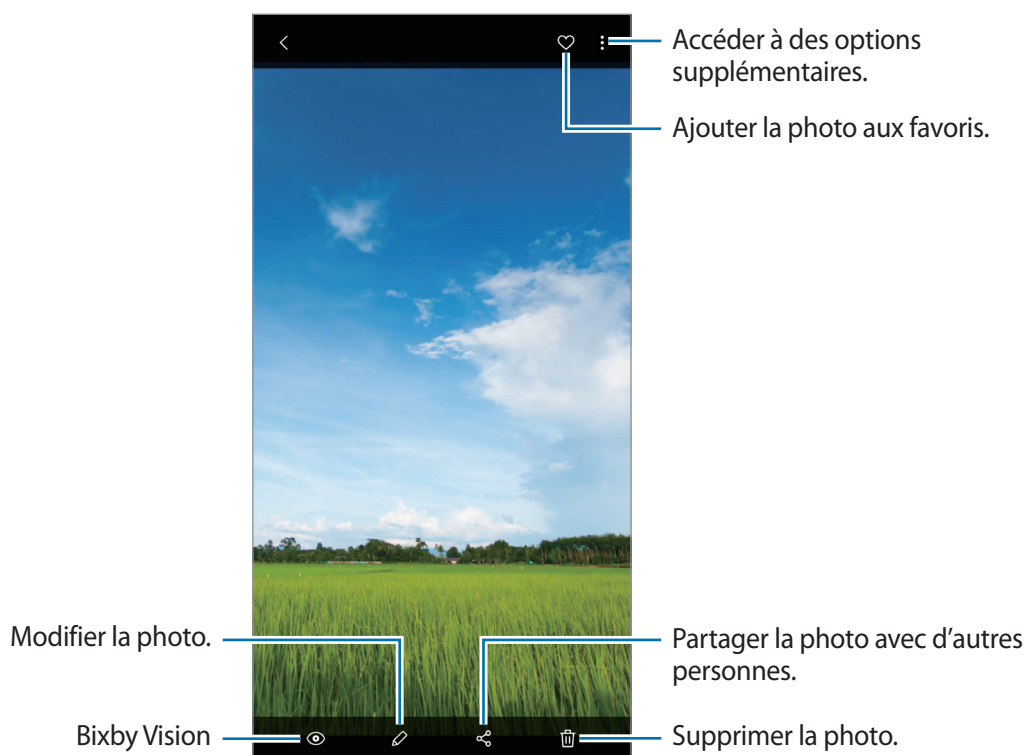 Accéder à des options
supplémentaires.
Ajouter la photo aux favoris.
Modifier la photo.
Partager la photo avec d'autres
personnes.
Bixby Vision
Supprimer la photo.